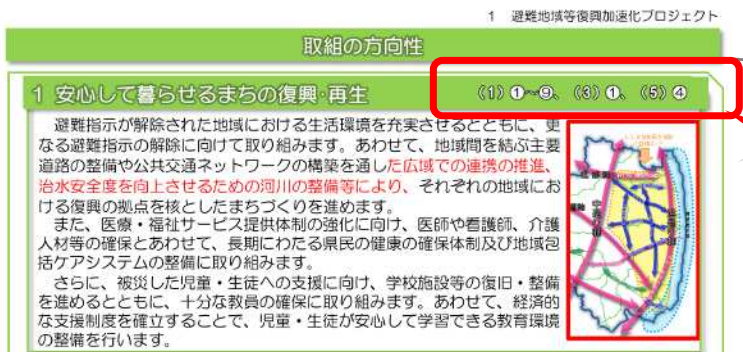 1 避難地域等復興加速化プロジェクト
取組の方向性
1 安心して暮らせるまちの復興・再生 (1) ①～⑨、 (3) ①、 (5) ④
避難指示が解除された地域における生活環境を充実させるとともに、更
なる避難指示の解除に向けて取り組みます。あわせて、地域間を結ぶ主要
道路の整備や公共交通ネットワークの構築を通した広域での連携の推進、
治水安全度を向上させるための河川の整備等により、それぞれの地域にお
ける復興の拠点を核としたまちづくりを進めます。
また、医療・福祉サービス提供体制の強化に向け、医師や看護師、介護
人材等の確保とあわせて、長期にわたる県民の健康の確保体制及び地域包
括ケアシステムの整備に取り組みます。
さらに、被災した児童・生徒への支援に向け、学校施設等の復旧・整備
を進めるとともに、十分な教員の確保に取り組みます。あわせて、経済的
な支援制度を確立することで、児童・生徒が安心して学習できる教育環境
の整備を行います。